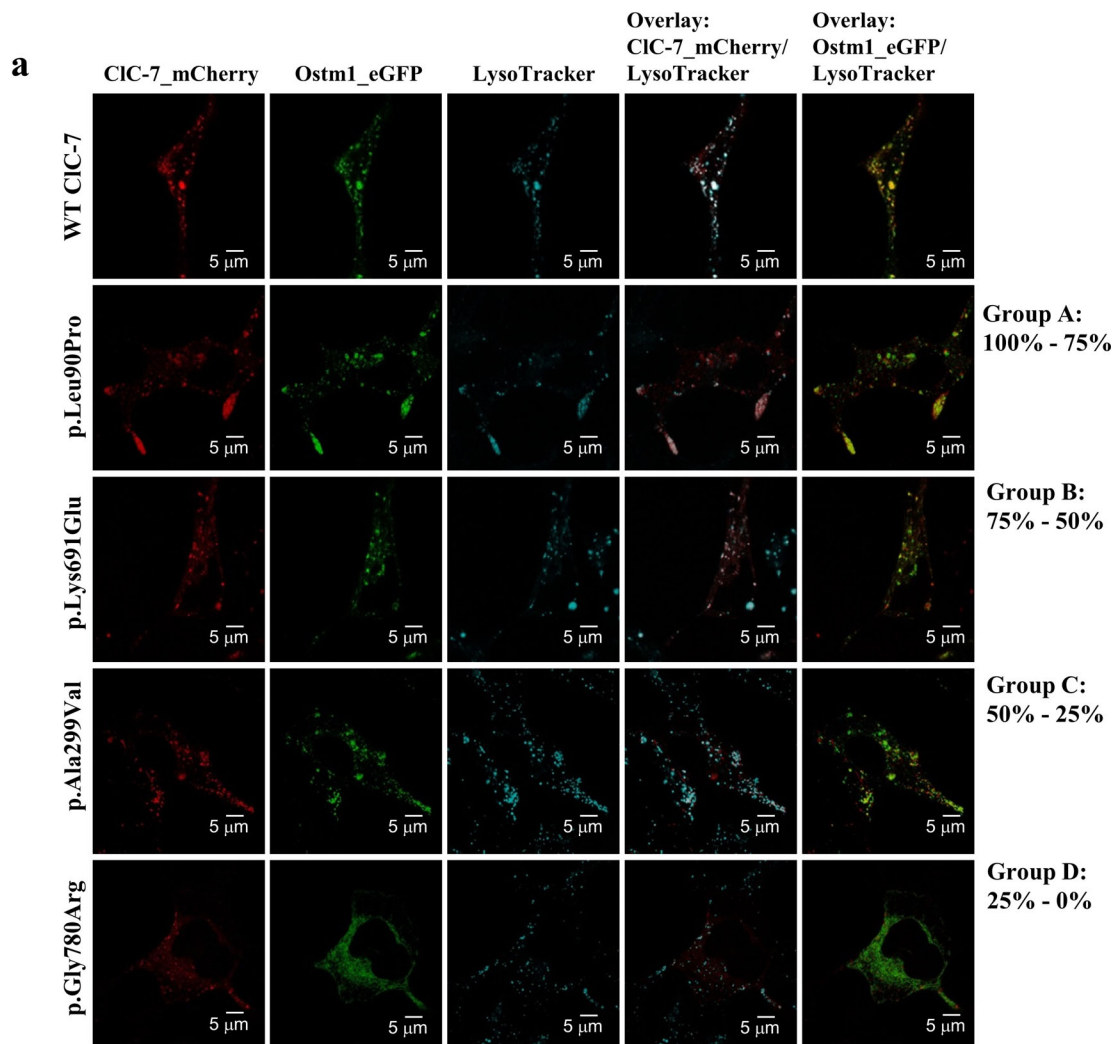 a
ClC-7_mCherry
Ostm1_eGFP
LysoTracker
Overlay:
ClC-7_mCherry/
LysoTracker
Overlay:
Ostm1_eGFP/
LysoTracker
WT ClC-7
5 μm
5 μm
5 μm
5 μm
5 μm
p.Leu90Pro
5 μm
5 μm
5 μm
5 μm
5 μm
Group A:
100% - 75%
p.Lys691Glu
5 μm
5 μm
5 μm
5 μm
5 μm
Group B:
75% - 50%
p.Ala299Val
5 μm
5 μm
5 μm
5 μm
5 μm
Group C:
50% - 25%
p.Gly780Arg
5 μm
5 μm
5 μm
5 μm
5 μm
Group D:
25% - 0%